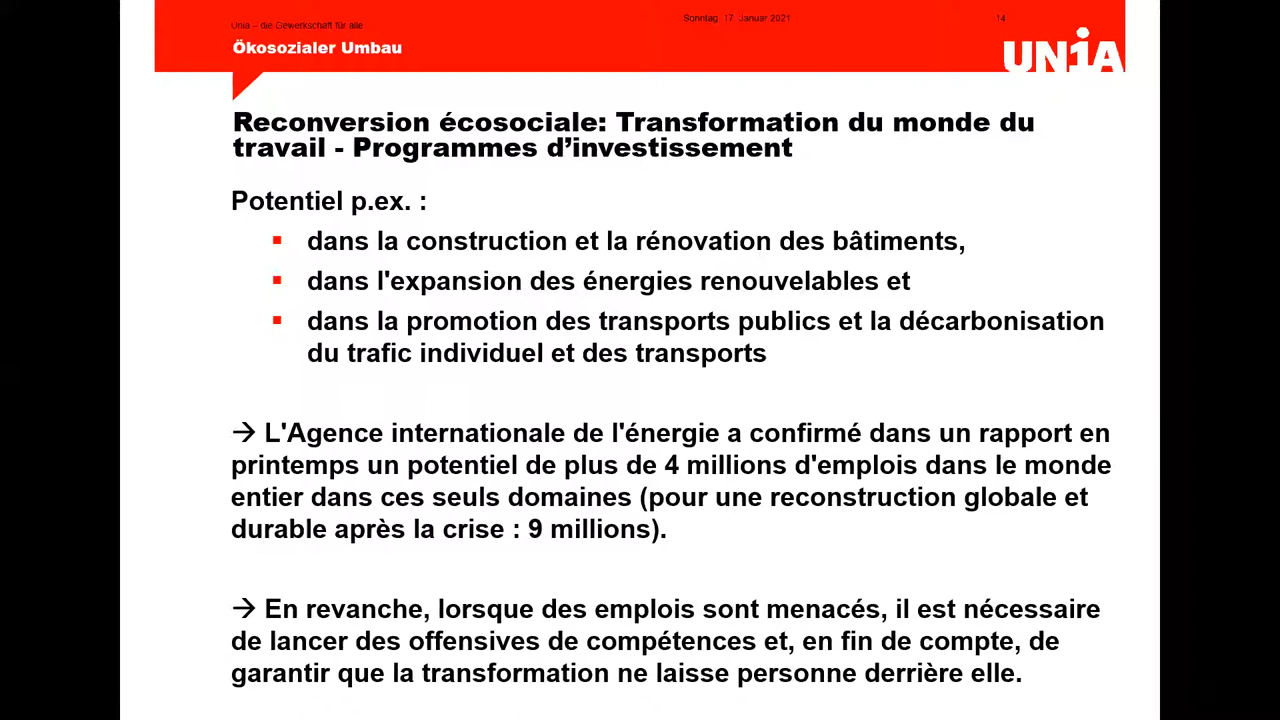 Unia – die Gewerkschaft für alle
Sonntag, 17. Januar 2021
14
Ökosozialer Umbau
UNiA
Reconversion écosociale: Transformation du monde du
travail - Programmes d’investissement
Potentiel p.ex. :
▪ dans la construction et la rénovation des bâtiments,
▪ dans l'expansion des énergies renouvelables et
▪ dans la promotion des transports publics et la décarbonisation
du trafic individuel et des transports
→ L'Agence internationale de l'énergie a confirmé dans un rapport en
printemps un potentiel de plus de 4 millions d'emplois dans le monde
entier dans ces seuls domaines (pour une reconstruction globale et
durable après la crise : 9 millions).
→ En revanche, lorsque des emplois sont menacés, il est nécessaire
de lancer des offensives de compétences et, en fin de compte, de
garantir que la transformation ne laisse personne derrière elle.